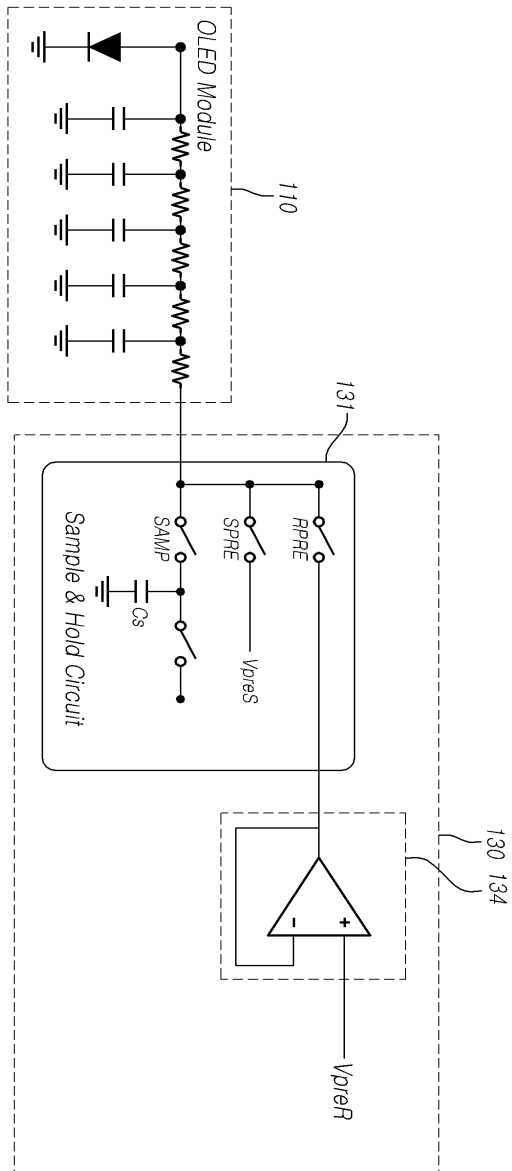 OLED Module
110
131
130
134
RPRE
SPRE
SAMP
VpreS
Cs
Sample & Hold Circuit
+
-
VpreR